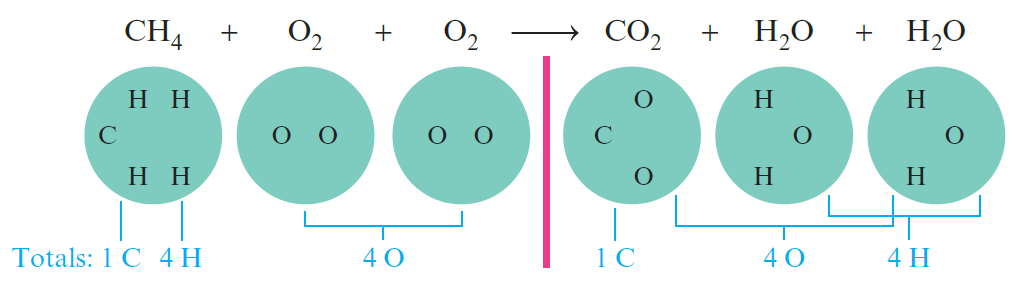 CH₄ + O₂ + O₂ ⟶ CO₂ + H₂O + H₂O
H H O H H
C O O O O C O O
H H O H H
Totals: 1 C 4 H 4 O 1 C 4 O 4 H